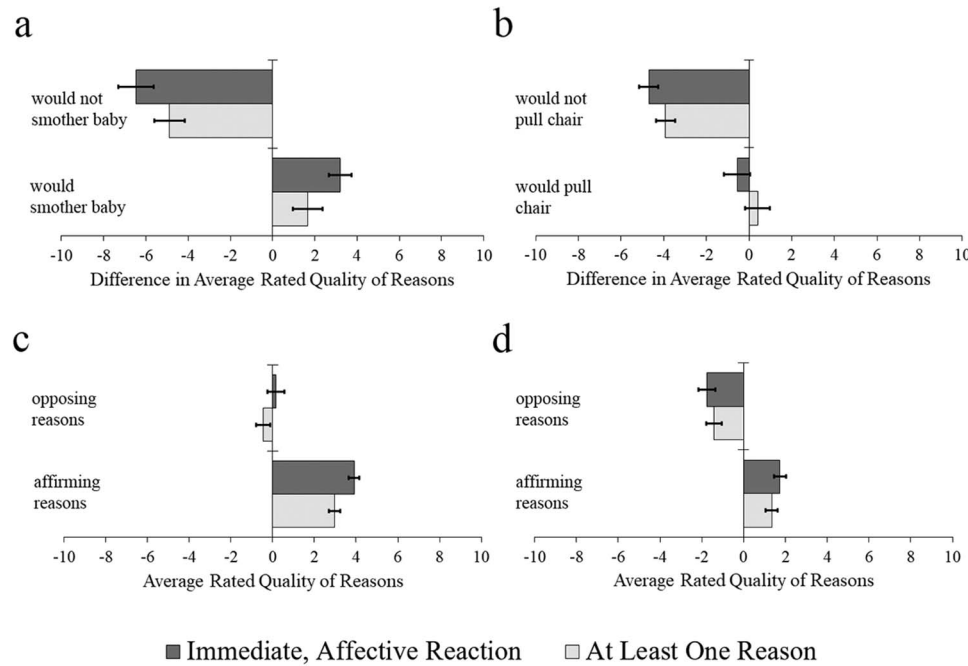 a
would not
smother baby
would
smother baby
-10 -8 -6 -4 -2 0 2 4 6 8 10
Difference in Average Rated Quality of Reasons
b
would not
pull chair
would pull
chair
-10 -8 -6 -4 -2 0 2 4 6 8 10
Difference in Average Rated Quality of Reasons
c
opposing
reasons
affirming
reasons
-10 -8 -6 -4 -2 0 2 4 6 8 10
Average Rated Quality of Reasons
d
opposing
reasons
affirming
reasons
-10 -8 -6 -4 -2 0 2 4 6 8 10
Average Rated Quality of Reasons
Immediate, Affective Reaction
At Least One Reason